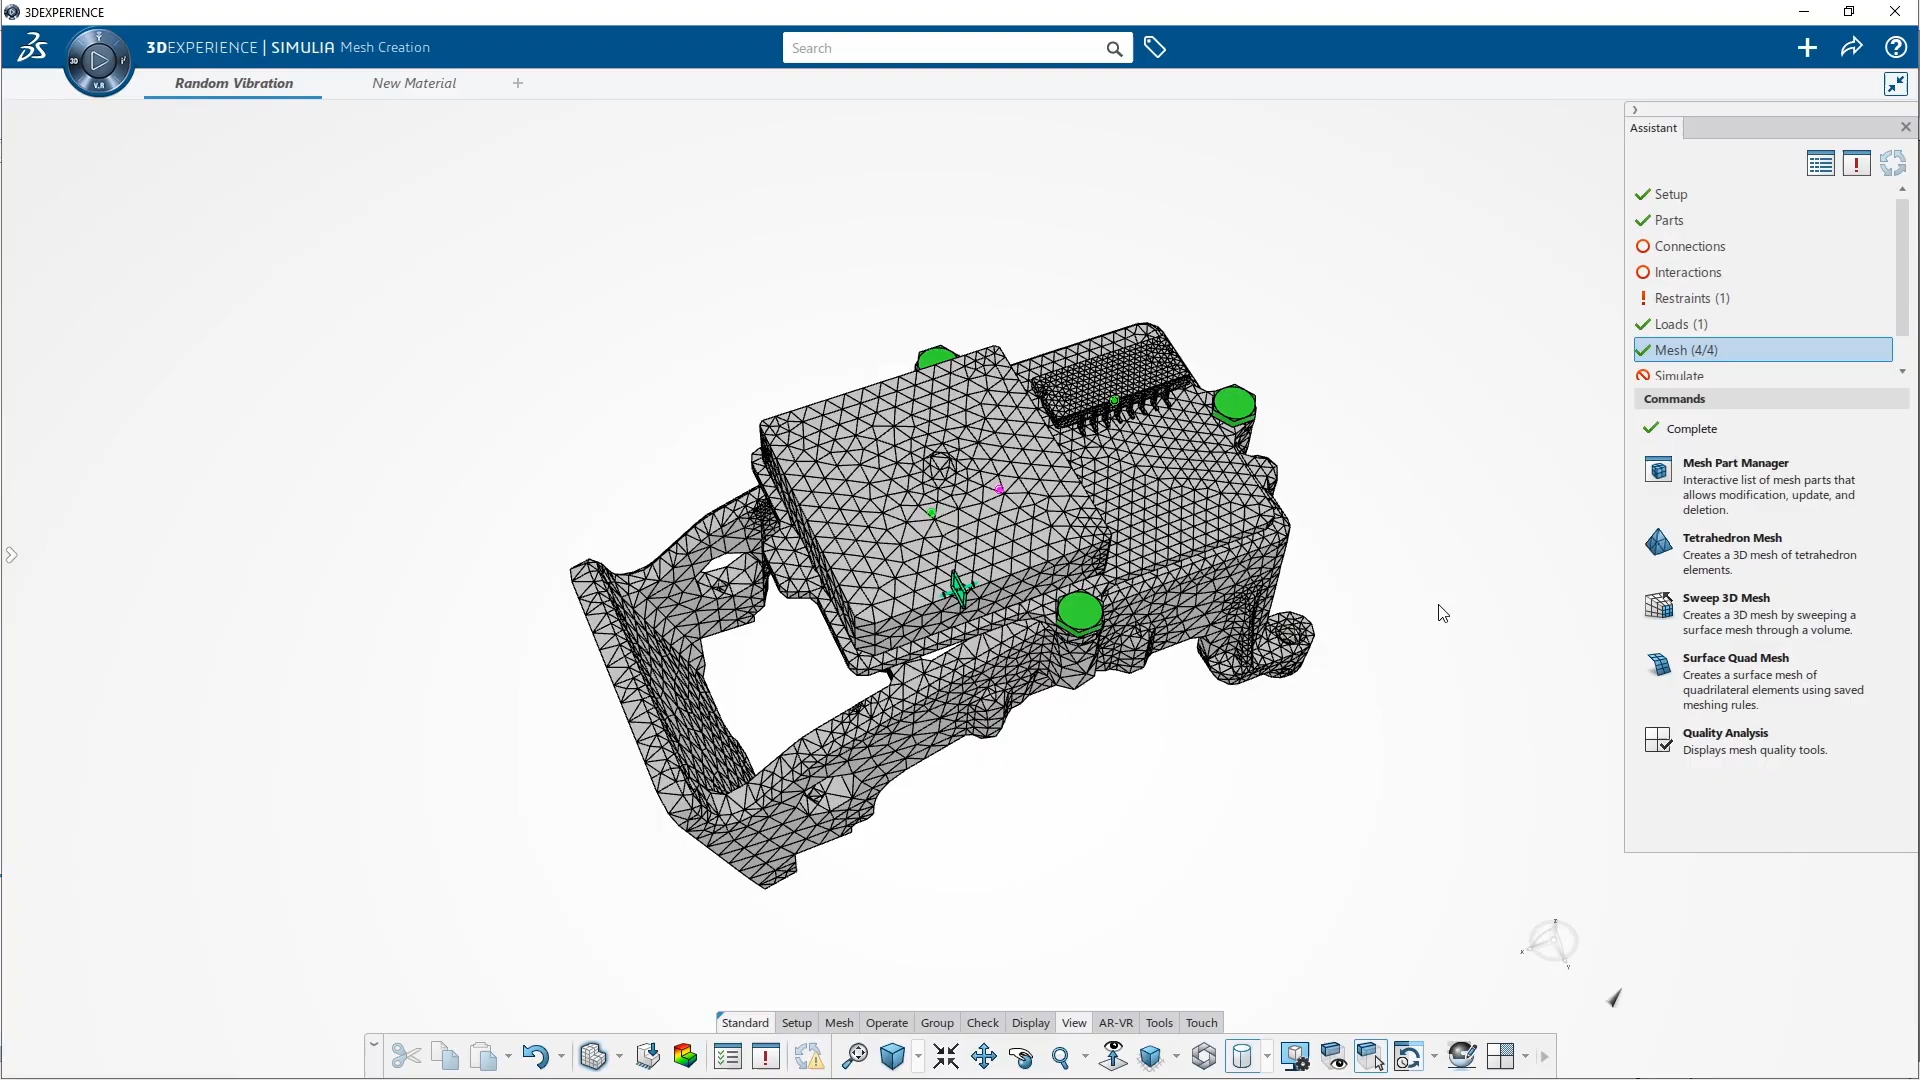 3DEXPERIENCE
3DEXPERIENCE | SIMULIA Mesh Creation
Search
3D
V.R
Random Vibration
New Material
Assistant
Setup
Parts
Connections
Interactions
Restraints (1)
Loads (1)
Mesh (4/4)
Simulate
Commands
Complete
Mesh Part Manager
Interactive list of mesh parts that
allows modification, update, and
deletion.
Tetrahedron Mesh
Creates a 3D mesh of tetrahedron
elements.
Sweep 3D Mesh
Creates a 3D mesh by sweeping a
surface mesh through a volume.
Surface Quad Mesh
Creates a surface mesh of
quadrilateral elements using saved
meshing rules.
Quality Analysis
Displays mesh quality tools.
Standard Setup Mesh Operate Group Check Display View AR-VR Tools Touch